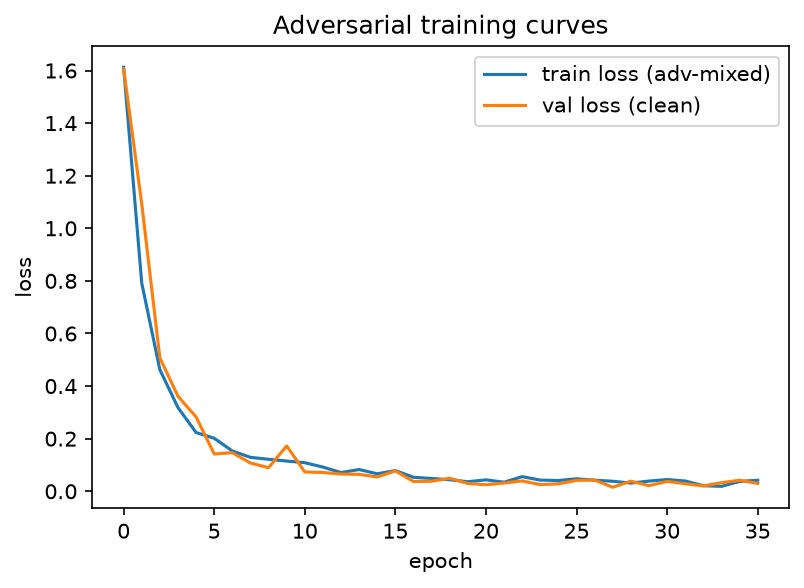 Adversarial training curves
train loss (adv-mixed)
val loss (clean)
loss
1.6
1.4
1.2
1.0
0.8
0.6
0.4
0.2
0.0
0 5 10 15 20 25 30 35
epoch